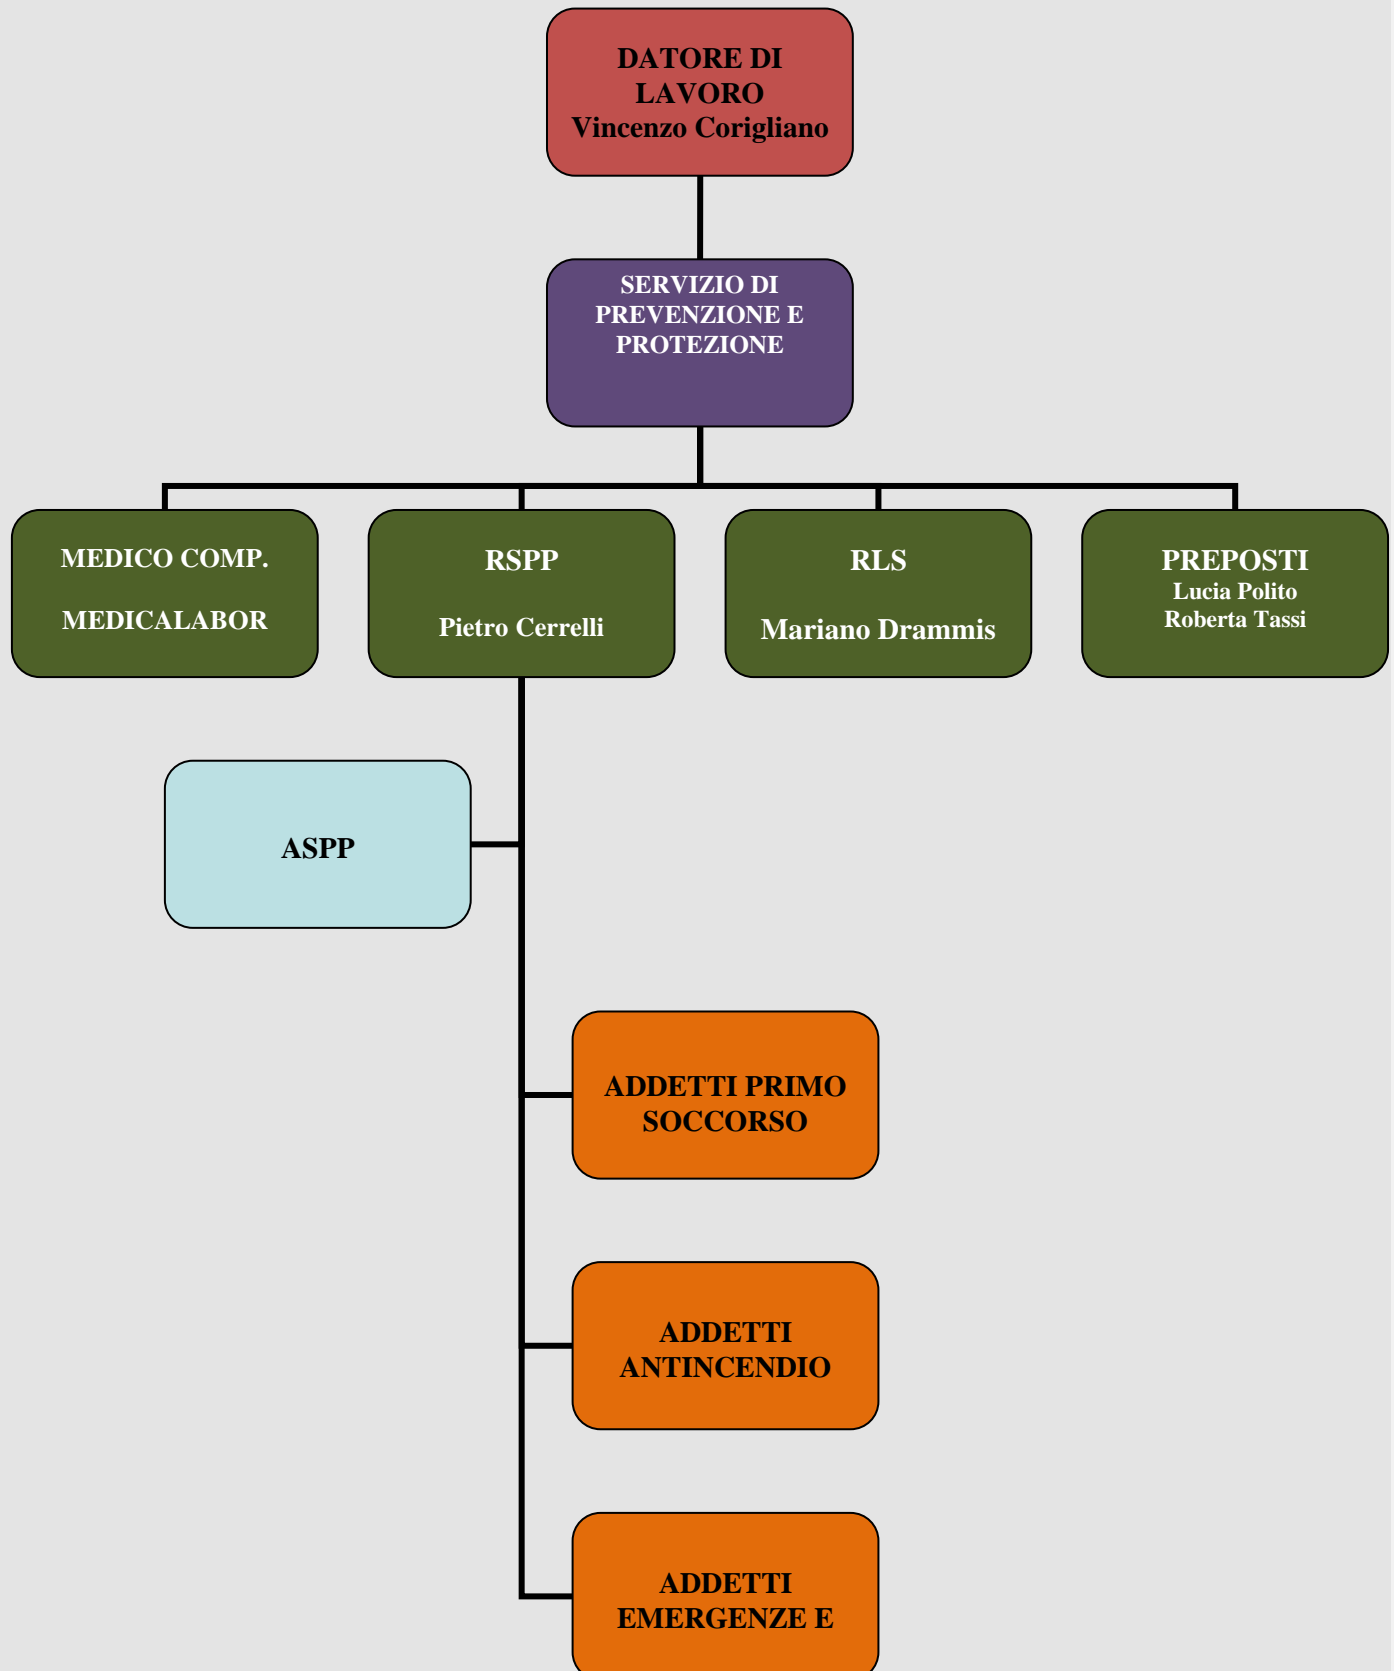 DATORE DI
LAVORO
Vincenzo Corigliano
SERVIZIO DI
PREVENZIONE E
PROTEZIONE
MEDICO COMP.
MEDICALABOR
RSPP
Pietro Cerrelli
RLS
Mariano Drammis
PREPOSTI
Lucia Polito
Roberta Tassi
ASPP
ADDETTI PRIMO
SOCCORSO
ADDETTI
ANTINCENDIO
ADDETTI
EMERGENZE E